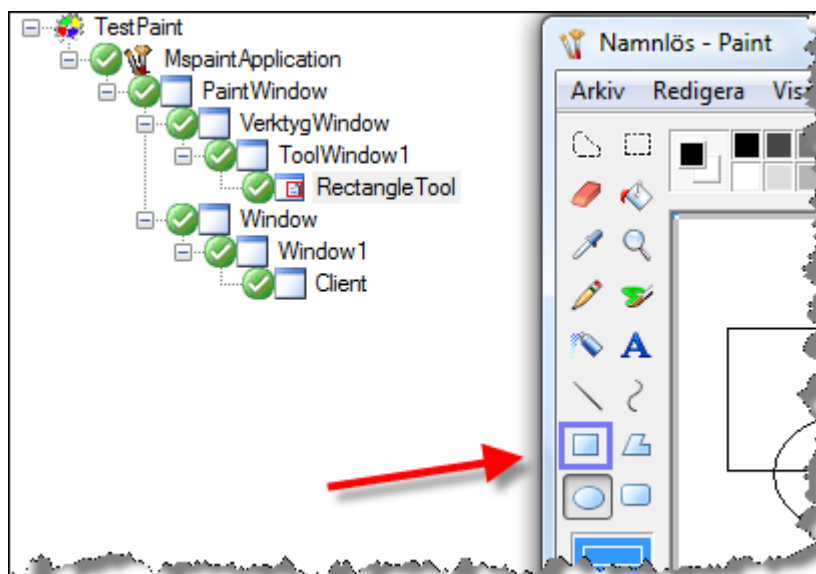 TestPaint
MspaintApplication
PaintWindow
VerktygWindow
ToolWindow1
RectangleTool
Window
Window1
Client
Namnlös - Paint
Arkiv Redigera
A